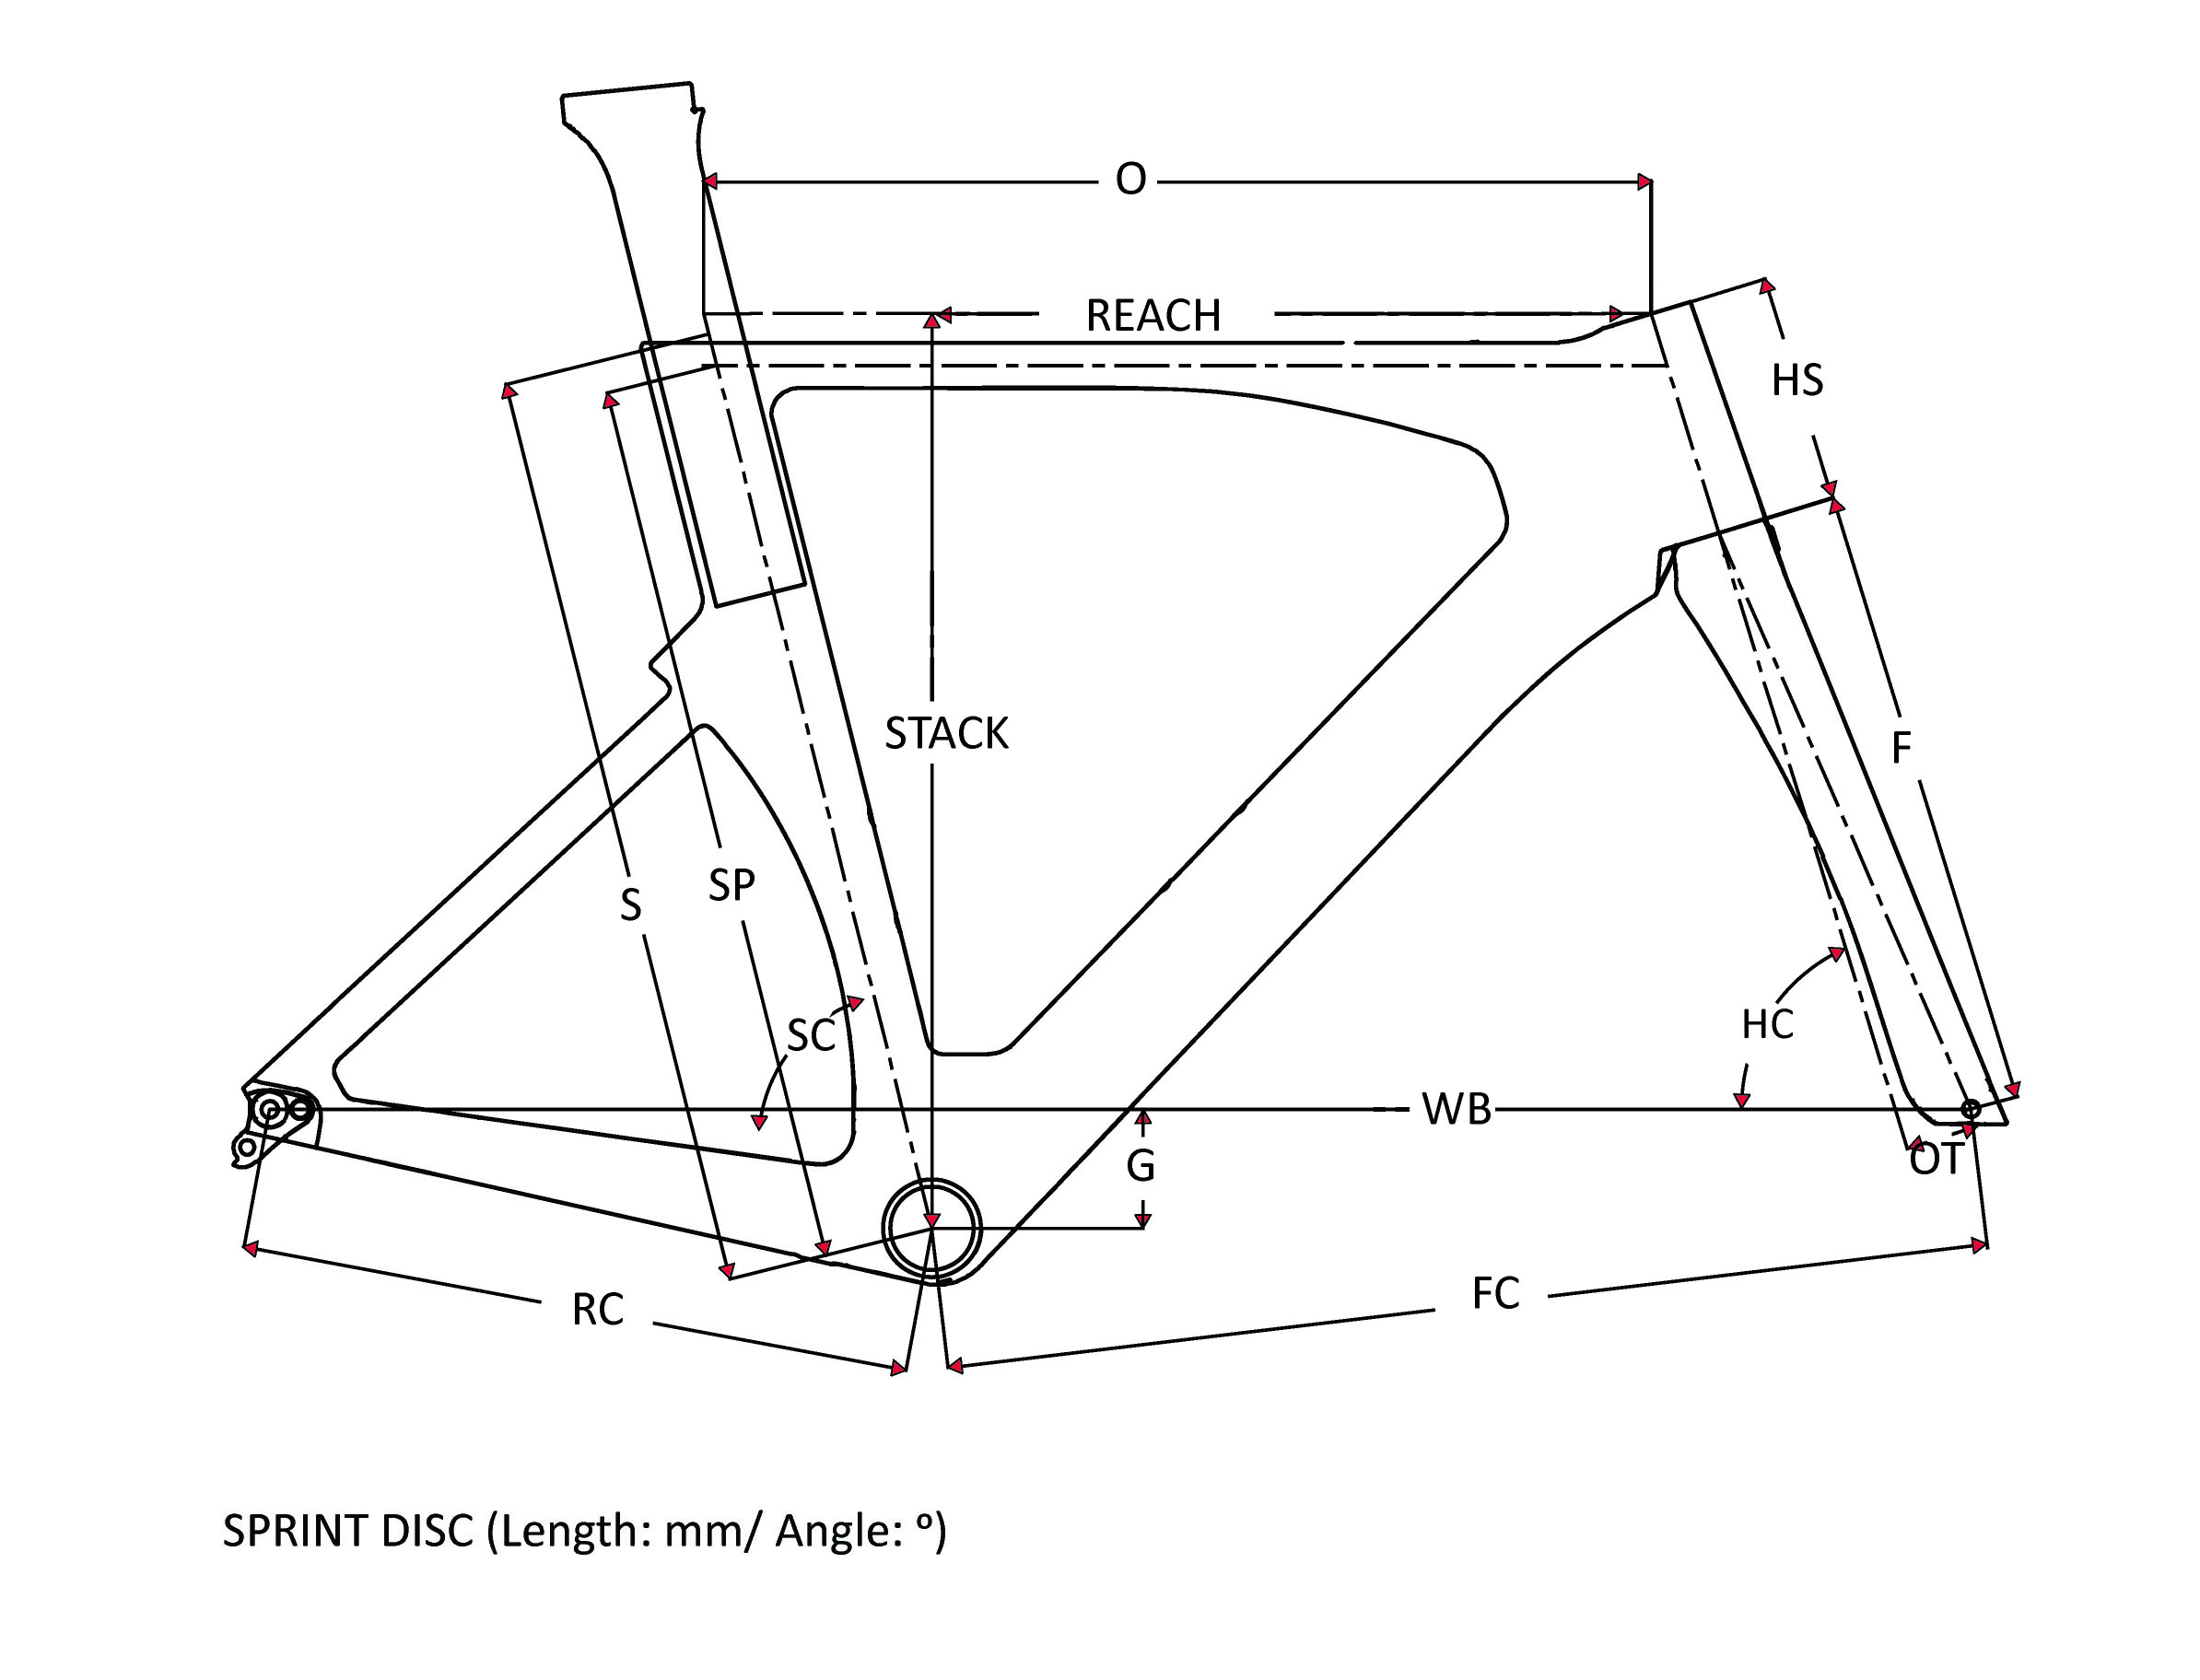 O
REACH
HS
STACK
F
SP
S
SC
HC
WB
G
OT
RC
FC
SPRINT DISC (Length: mm/ Angle: º)